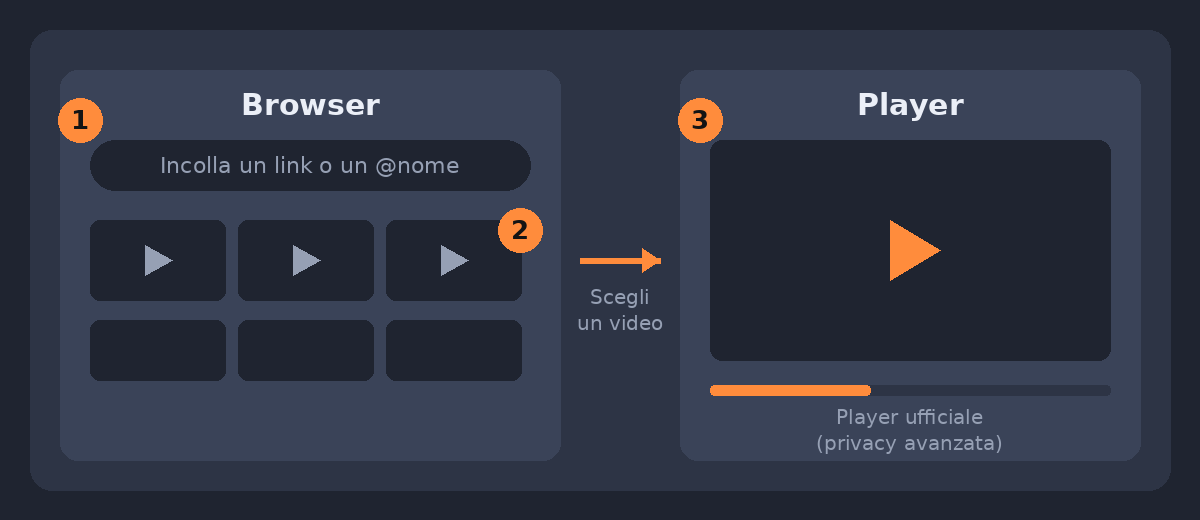 1
Browser
Incolla un link o un @nome
2
Scegli
un video
3
Player
Player ufficiale
(privacy avanzata)